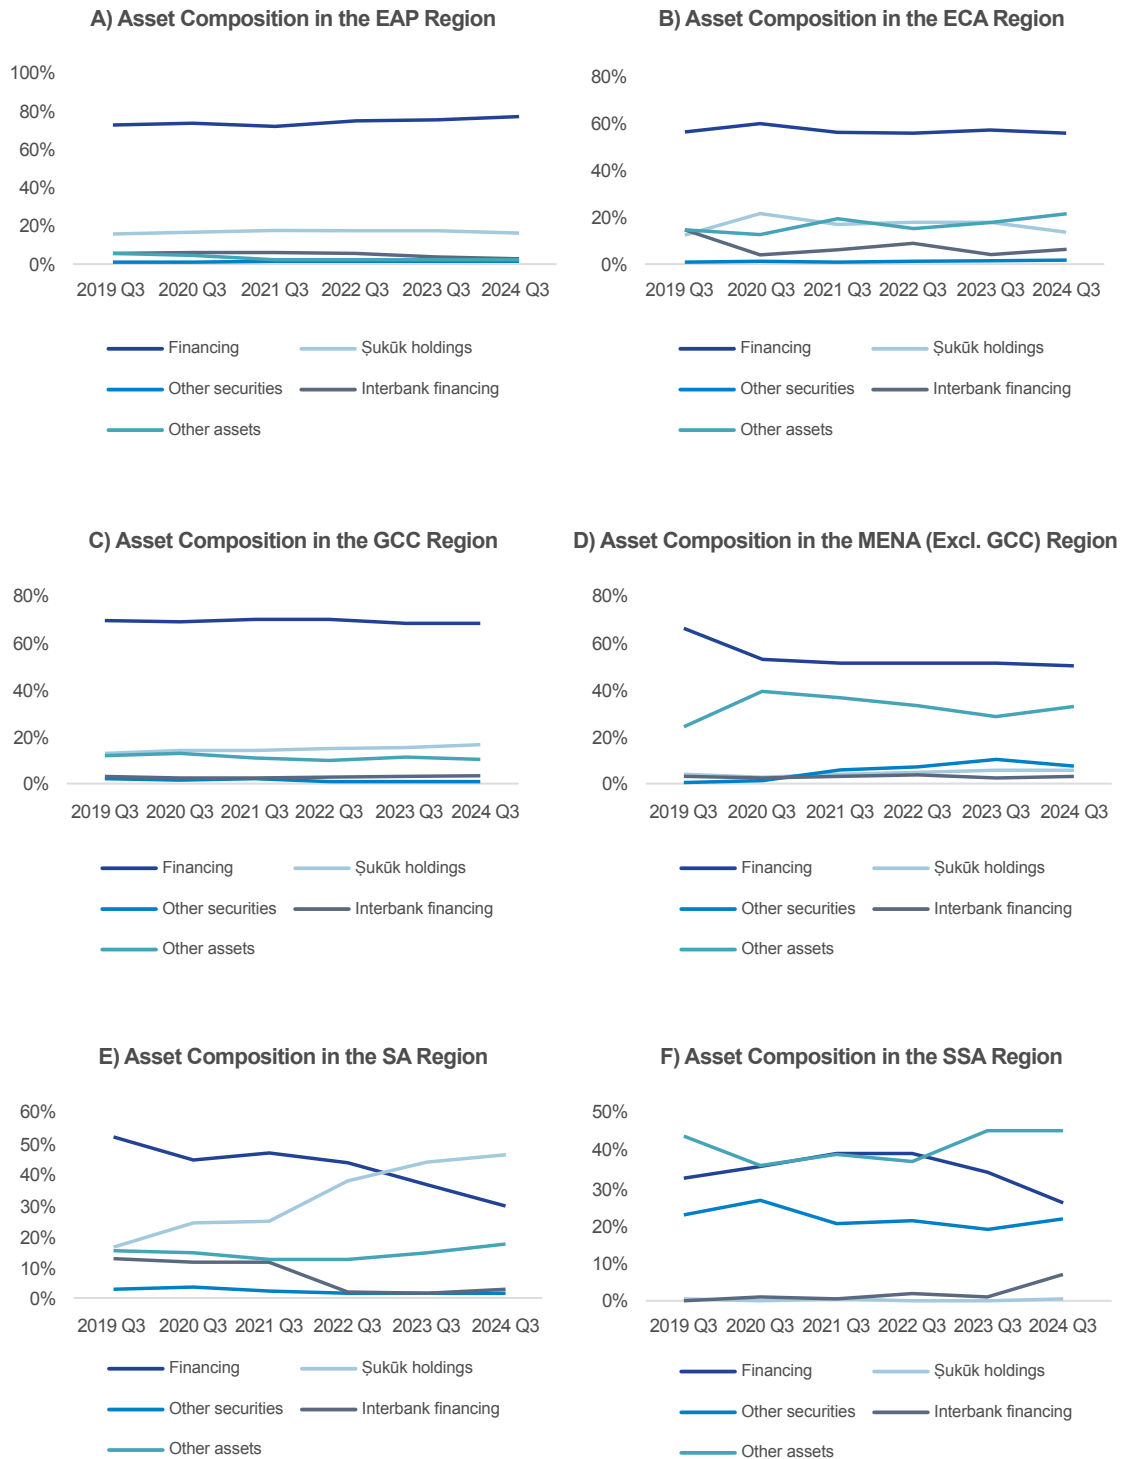 A) Asset Composition in the EAP Region
100%
80%
60%
40%
20%
0%
2019 Q3 2020 Q3 2021 Q3 2022 Q3 2023 Q3 2024 Q3
Financing Ṣukūk holdings
Other securities Interbank financing
Other assets
B) Asset Composition in the ECA Region
80%
60%
40%
20%
0%
2019 Q3 2020 Q3 2021 Q3 2022 Q3 2023 Q3 2024 Q3
Financing Ṣukūk holdings
Other securities Interbank financing
Other assets
C) Asset Composition in the GCC Region
80%
60%
40%
20%
0%
2019 Q3 2020 Q3 2021 Q3 2022 Q3 2023 Q3 2024 Q3
Financing Ṣukūk holdings
Other securities Interbank financing
Other assets
D) Asset Composition in the MENA (Excl. GCC) Region
80%
60%
40%
20%
0%
2019 Q3 2020 Q3 2021 Q3 2022 Q3 2023 Q3 2024 Q3
Financing Ṣukūk holdings
Other securities Interbank financing
Other assets
E) Asset Composition in the SA Region
60%
50%
40%
30%
20%
10%
0%
2019 Q3 2020 Q3 2021 Q3 2022 Q3 2023 Q3 2024 Q3
Financing Ṣukūk holdings
Other securities Interbank financing
Other assets
F) Asset Composition in the SSA Region
50%
40%
30%
20%
10%
0%
2019 Q3 2020 Q3 2021 Q3 2022 Q3 2023 Q3 2024 Q3
Financing Ṣukūk holdings
Other securities Interbank financing
Other assets